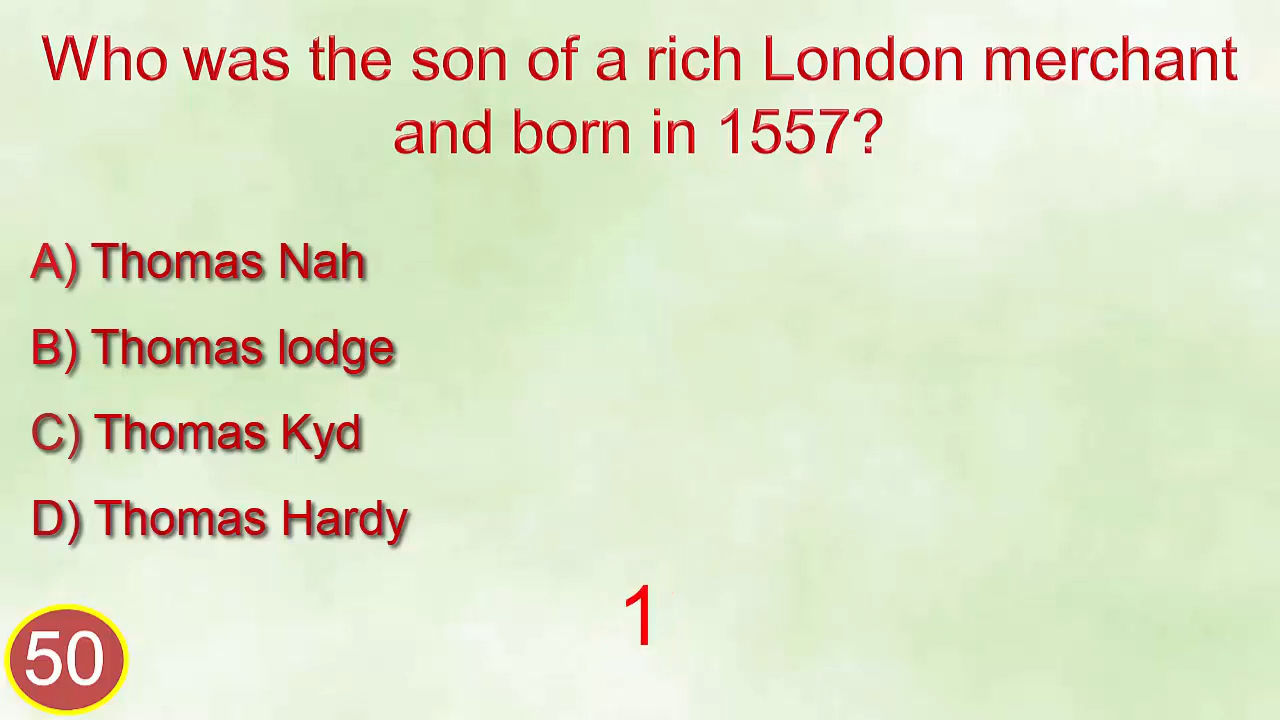 Who was the son of a rich London merchant
and born in 1557?
A) Thomas Nah
B) Thomas lodge
C) Thomas Kyd
D) Thomas Hardy
1
50